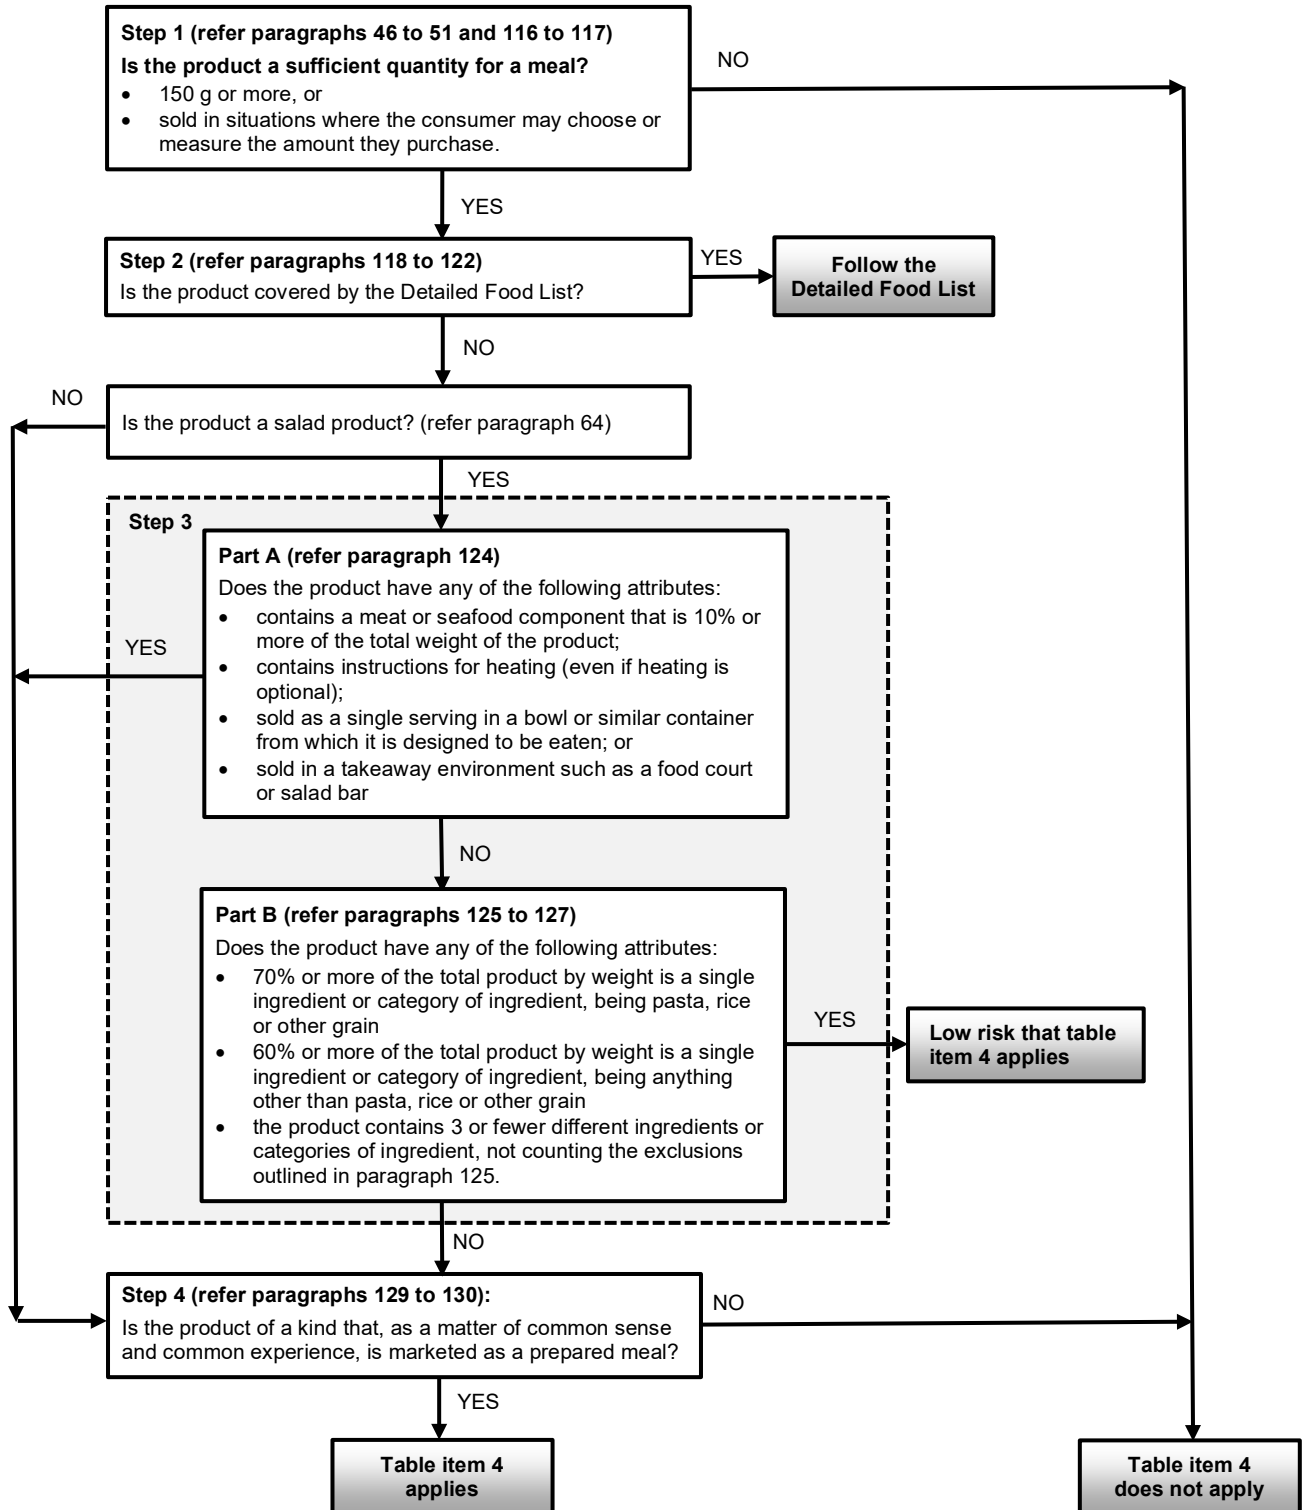 Step 1 (refer paragraphs 46 to 51 and 116 to 117)
Is the product a sufficient quantity for a meal?
• 150 g or more, or
• sold in situations where the consumer may choose or
measure the amount they purchase.
NO
YES
Step 2 (refer paragraphs 118 to 122)
Is the product covered by the Detailed Food List?
YES
Follow the
Detailed Food List
NO
NO
Is the product a salad product? (refer paragraph 64)
YES
Step 3
Part A (refer paragraph 124)
Does the product have any of the following attributes:
• contains a meat or seafood component that is 10% or
more of the total weight of the product;
• contains instructions for heating (even if heating is
optional);
• sold as a single serving in a bowl or similar container
from which it is designed to be eaten; or
• sold in a takeaway environment such as a food court
or salad bar
YES
NO
Part B (refer paragraphs 125 to 127)
Does the product have any of the following attributes:
• 70% or more of the total product by weight is a single
ingredient or category of ingredient, being pasta, rice
or other grain
• 60% or more of the total product by weight is a single
ingredient or category of ingredient, being anything
other than pasta, rice or other grain
• the product contains 3 or fewer different ingredients or
categories of ingredient, not counting the exclusions
outlined in paragraph 125.
YES
Low risk that table
item 4 applies
NO
Step 4 (refer paragraphs 129 to 130):
Is the product of a kind that, as a matter of common sense
and common experience, is marketed as a prepared meal?
NO
YES
Table item 4
applies
Table item 4
does not apply